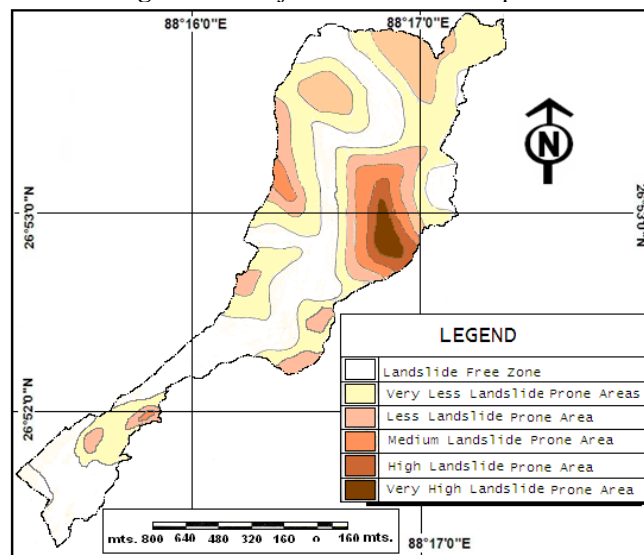 88°16'0"E
88°17'0"E
N
26°53'0"N
26°53'0"N
LEGEND
Landslide Free Zone
Very Less Landslide Prone Areas
Less Landslide Prone Area
Medium Landslide Prone Area
High Landslide Prone Area
Very High Landslide Prone Area
26°52'0"N
mts. 800 640 480 320 160 0 160 mts.
88°17'0"E